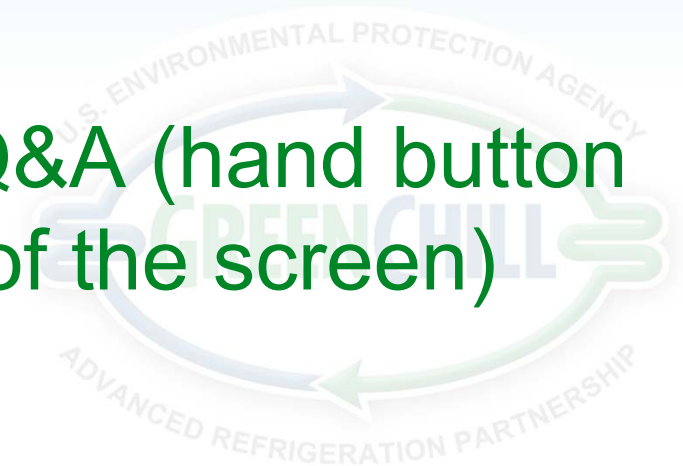 U.S. ENVIRONMENTAL PROTECTION AGENCY
Q&A (hand button
GREENCHILL
of the screen)
ADVANCED REFRIGERATION PARTNERSHIP